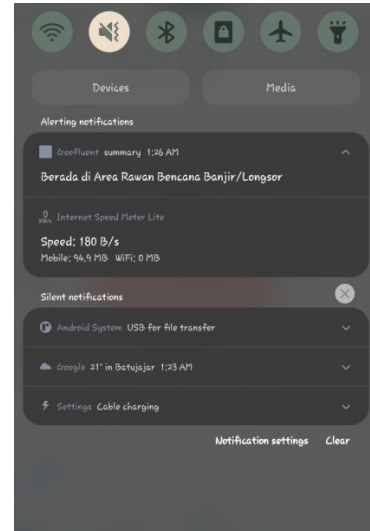 Devices
Media
Alerting notifications
GeoFluent summary 1:26 AM
Berada di Area Rawan Bencana Banjir/Longsor
0 KB/s Internet Speed Meter Lite
Speed: 180 B/s
Mobile: 94,9 MB WiFi: 0 MB
Silent notifications
Android System USB for file transfer
Google 21° in Batujajar 1:23 AM
Settings Cable charging
Notification settings Clear